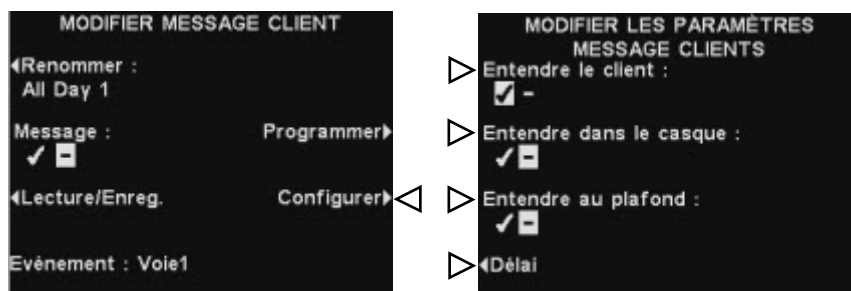 MODIFIER MESSAGE CLIENT
Renommer :
All Day 1
Message : Programmer
✓ -
Lecture/Enreg. Configurer
Evénement : Voie1
MODIFIER LES PARAMÈTRES
MESSAGE CLIENTS
Entendre le client :
✓ -
Entendre dans le casque :
✓ -
Entendre au plafond :
✓ -
Délai